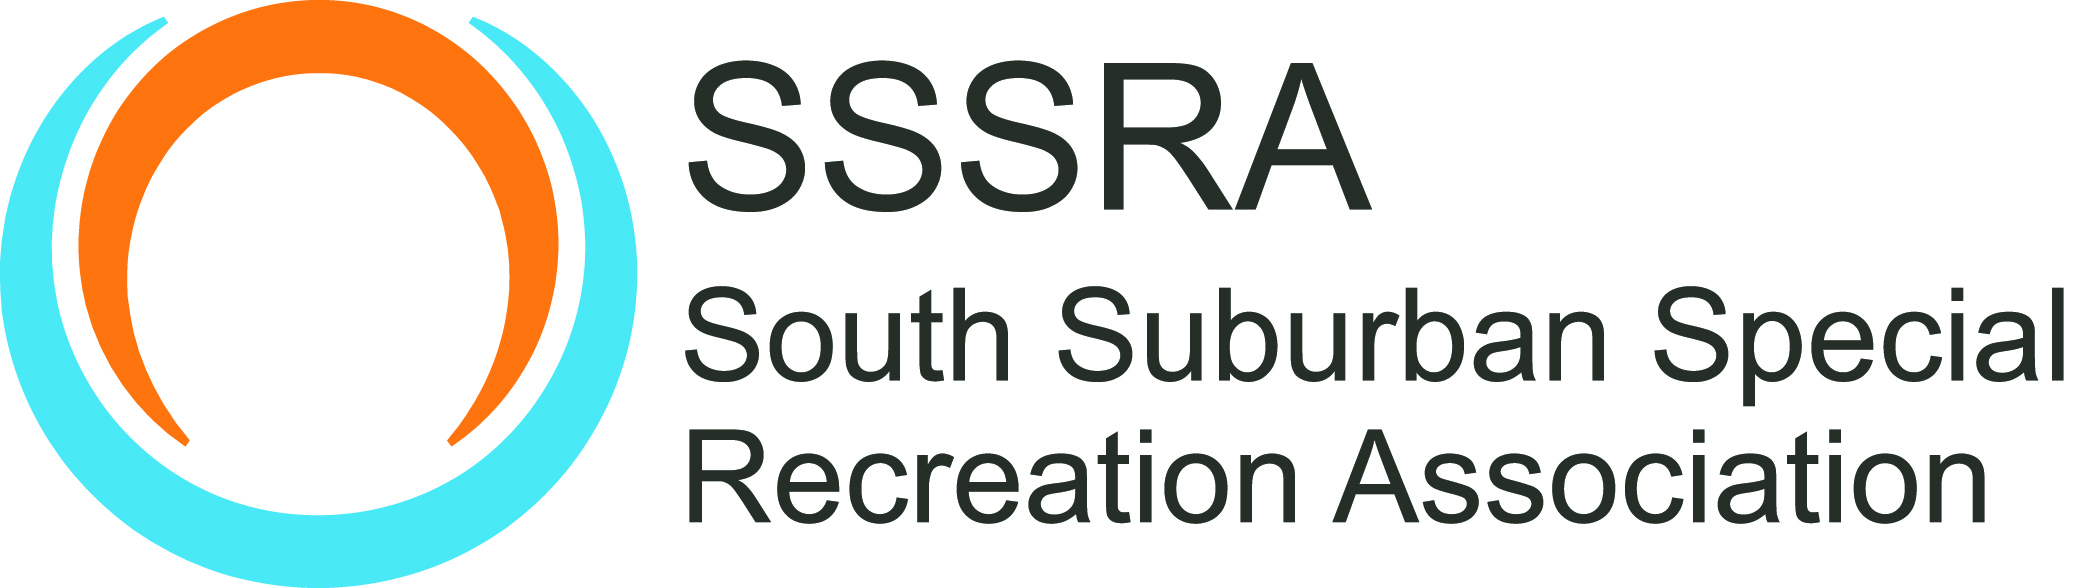 SSSRA
South Suburban Special
Recreation Association